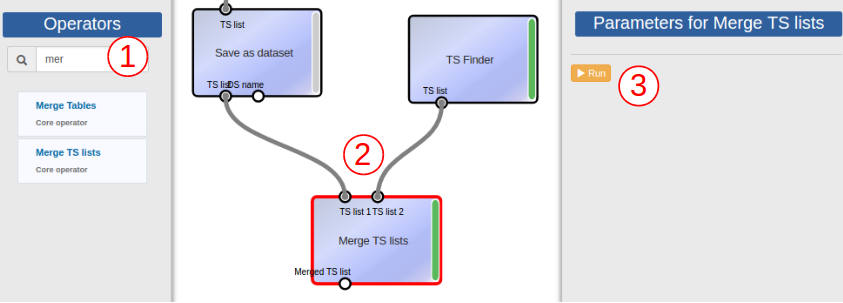 Operators
mer
1
Merge Tables
Core operator
Merge TS lists
Core operator
TS list
Save as dataset
TS list
DS name
TS Finder
TS list
2
TS list 1
TS list 2
Merge TS lists
Merged TS list
Parameters for Merge TS lists
Run
3